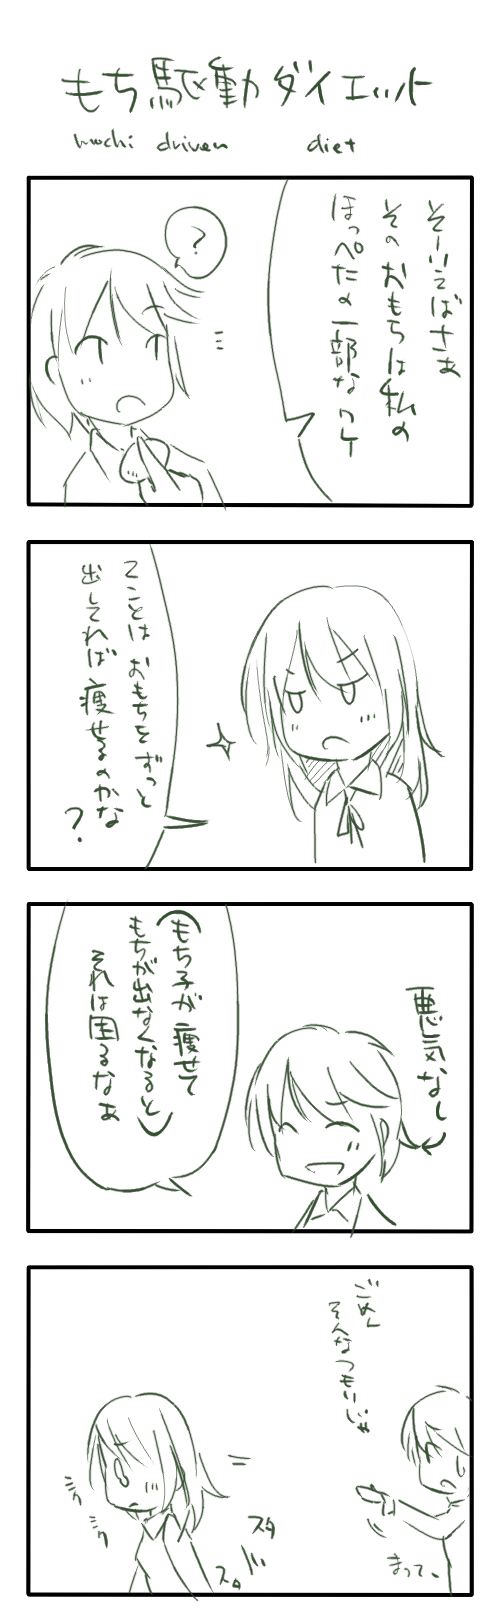 もち駆動ダイエット
mochi driven diet
そーいえばさぁ
そのおもちは私の
ほっぺたの一部なワケ
?
てことはおもちをずっと
出してれば痩せるのかな
?
悪気なし
(もち子が痩せて
もちが出なくなると)
それは困るなぁ
ごめん
そんなつもりじゃ
まって、
シク
シク
スタ
スタ